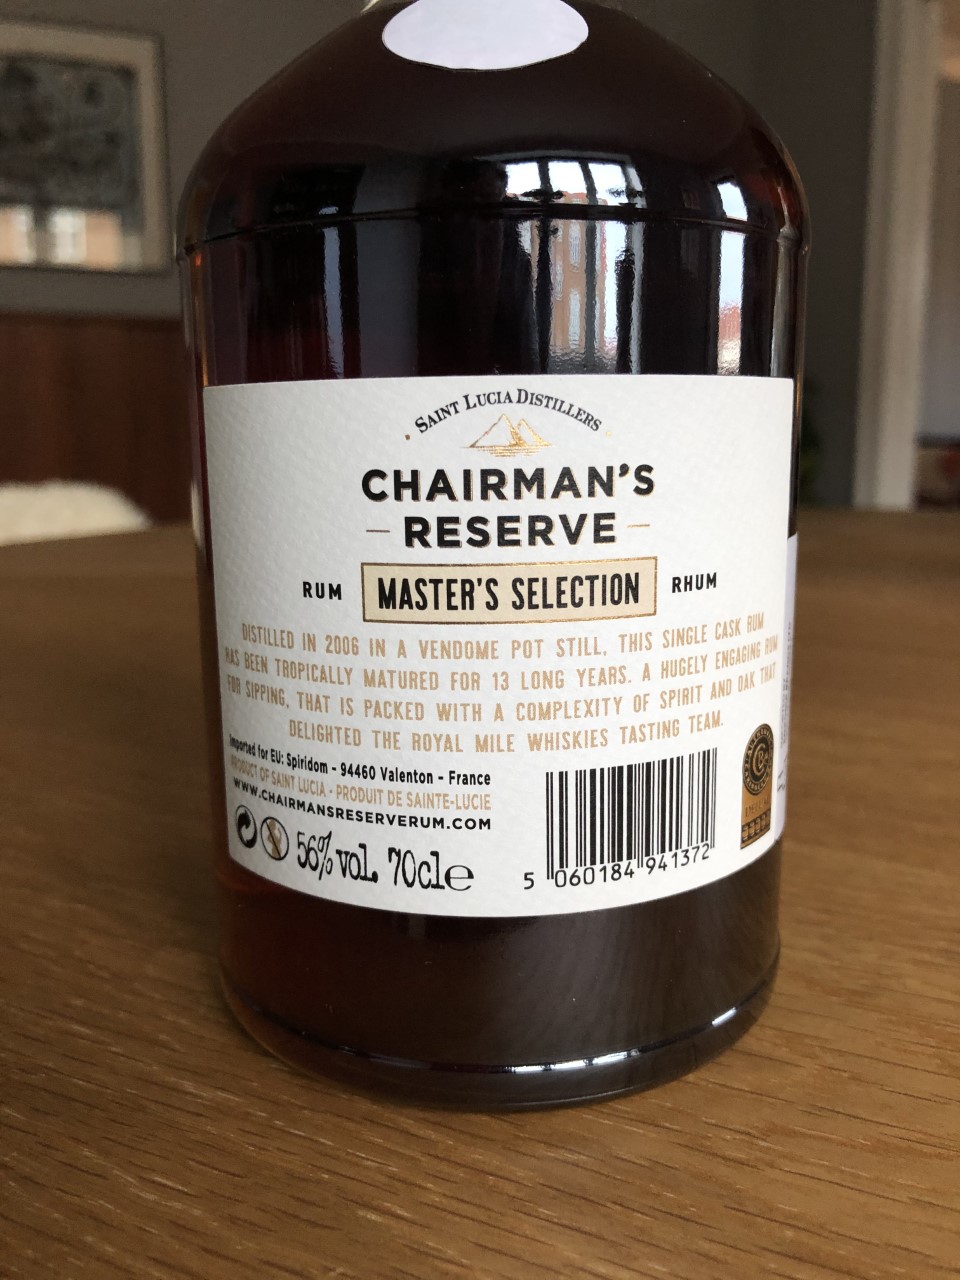 SAINT LUCIA DISTILLERS
CHAIRMAN'S
RESERVE
RUM MASTER'S SELECTION RHUM
DISTILLED IN 2006 IN A VENDOME POT STILL, THIS SINGLE CASK RUM
HAS BEEN TROPICALLY MATURED FOR 13 LONG YEARS. A HUGELY ENGAGING RUM
FOR SIPPING, THAT IS PACKED WITH A COMPLEXITY OF SPIRIT AND OAK THAT
DELIGHTED THE ROYAL MILE WHISKIES TASTING TEAM.
Imported for EU: Spiridom - 94460 Valenton - France
PRODUCT OF SAINT LUCIA - PRODUIT DE SAINTE-LUCIE
WWW.CHAIRMANSRESERVERUM.COM
56% vol. 70cl e
5 060184 941372